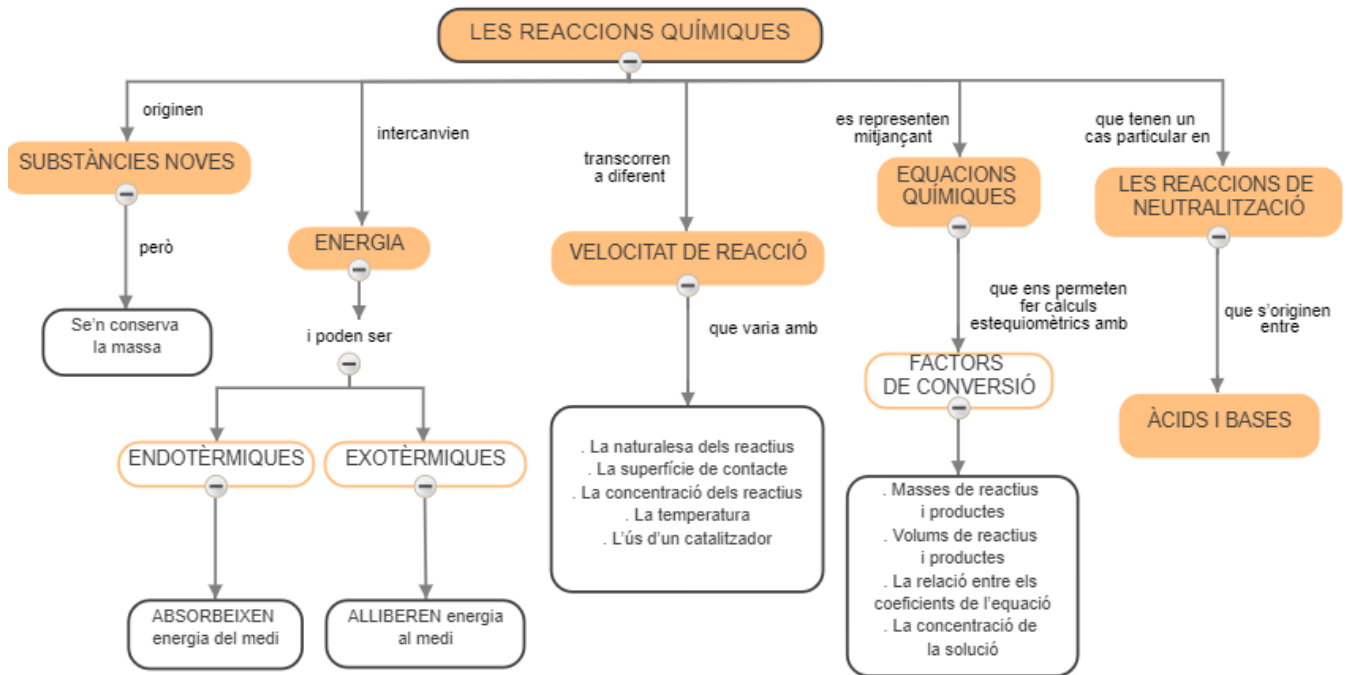 LES REACCIONS QUÍMIQUES
originen
SUBSTÀNCIES NOVES
però
Se'n conserva
la massa
intercanvien
ENERGIA
i poden ser
ENDOTÈRMIQUES
ABSORBEIXEN
energia del medi
EXOTÈRMIQUES
ALLIBEREN energia
al medi
transcorren
a diferent
VELOCITAT DE REACCIÓ
que varia amb
. La naturalesa dels reactius
. La superfície de contacte
. La concentració dels reactius
. La temperatura
. L'ús d'un catalitzador
es representen
mitjançant
EQUACIONS
QUÍMIQUES
que ens permeten
fer càlculs
estequiomètrics amb
FACTORS
DE CONVERSIÓ
. Masses de reactius
i productes
. Volums de reactius
i productes
. La relació entre els
coeficients de l'equació
. La concentració de
la solució
que tenen un
cas particular en
LES REACCIONS DE
NEUTRALITZACIÓ
que s'originen
entre
ÀCIDS I BASES